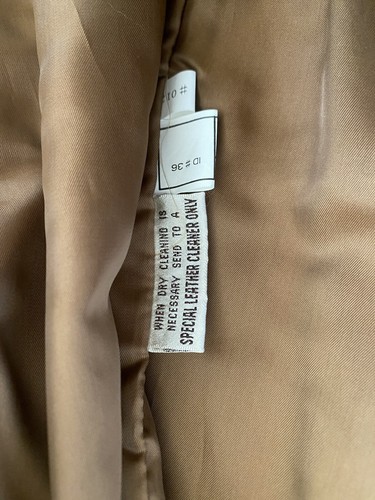 ID # 36
WHEN DRY CLEANING IS
NECESSARY SEND TO A
SPECIAL LEATHER CLEANER ONLY